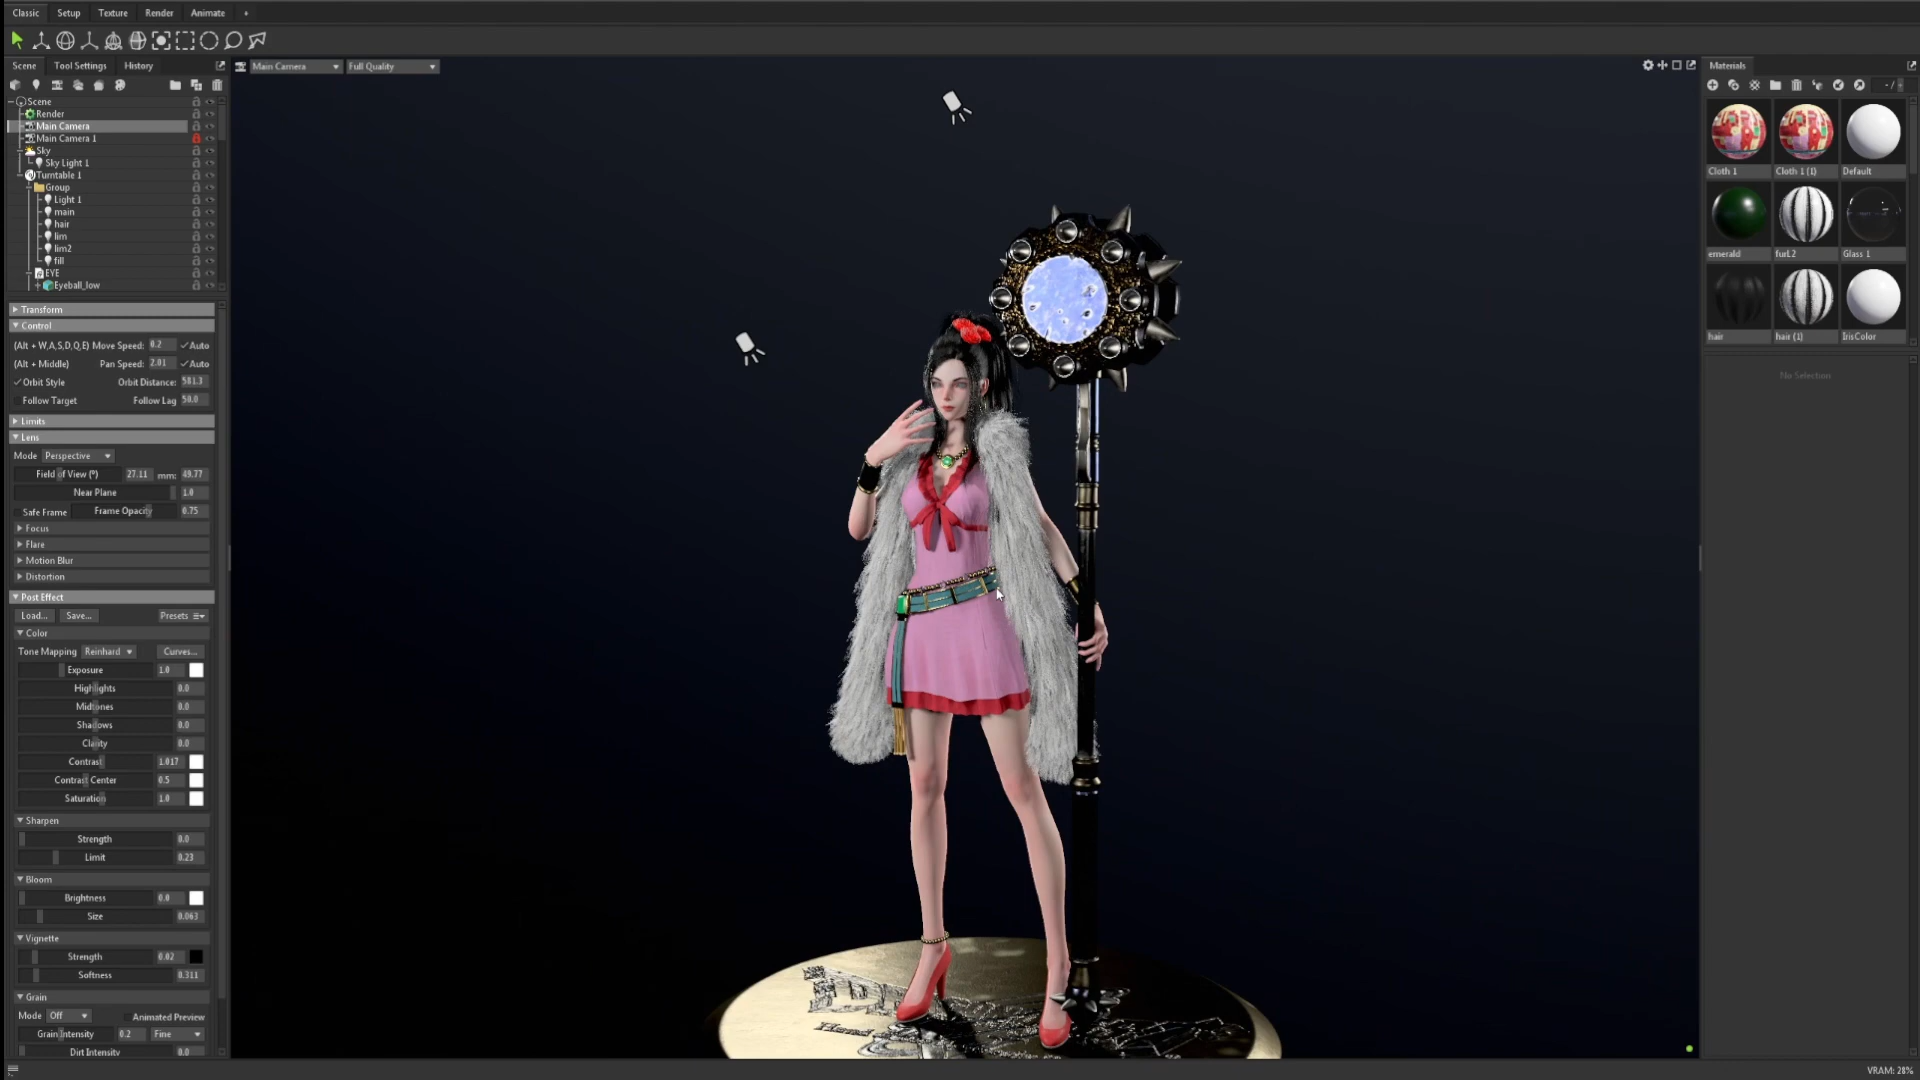 Classic Setup Texture Render Animate +
Scene Tool Settings History
Main Camera Full Quality
Materials
Scene
Render
Main Camera
Main Camera 1
Sky
Sky Light 1
Turntable 1
Group
Light 1
main
hair
lim
lim2
fill
EYE
Eyeball_low
Transform
Control
(Alt + W,A,S,D,Q,E) Move Speed: 0.2 Auto
(Alt + Middle) Pan Speed: 2.01 Auto
Orbit Style Orbit Distance: 581.3
Follow Target Follow Lag 50.0
Limits
Lens
Mode Perspective
Field of View (°) 27.11 mm: 49.77
Near Plane 1.0
Safe Frame Frame Opacity 0.75
Focus
Flare
Motion Blur
Distortion
Post Effect
Load... Save... Presets
Color
Tone Mapping Reinhard Curves...
Exposure 1.0
Highlights 0.0
Midtones 0.0
Shadows 0.0
Clarity 0.0
Contrast 1.017
Contrast Center 0.5
Saturation 1.0
Sharpen
Strength 0.0
Limit 0.23
Bloom
Brightness 0.0
Size 0.063
Vignette
Strength 0.02
Softness 0.311
Grain
Mode Off Animated Preview
Grain Intensity 0.2 Fine
Dirt Intensity 0.0
Cloth 1 Cloth 1 (1) Default
emerald furL2 Glass 1
hair hair (1) IrisColor
No Selection
VRAM: 28%